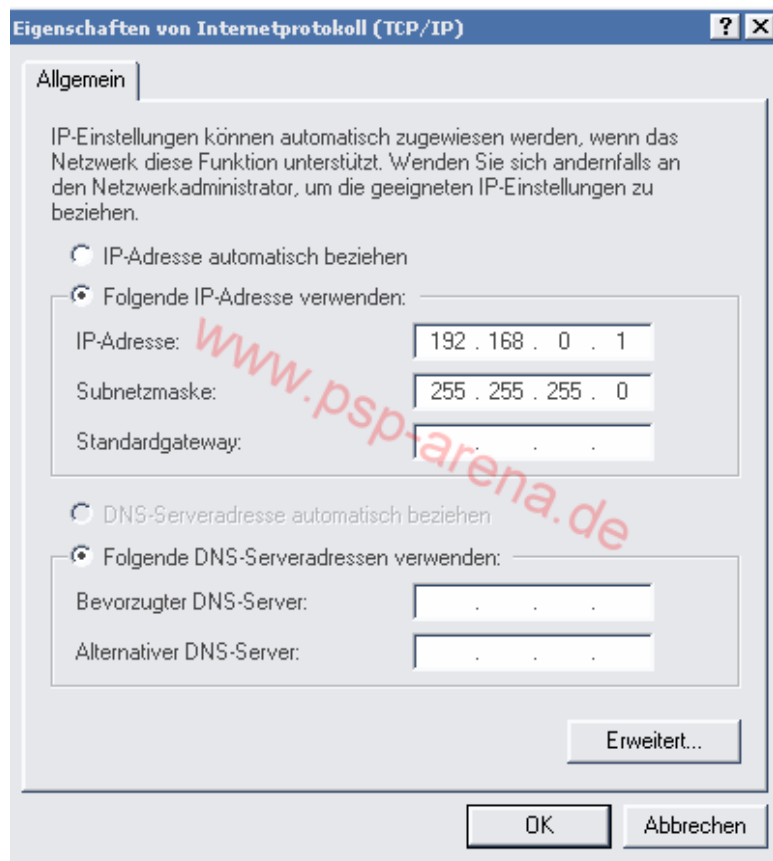 Eigenschaften von Internetprotokoll (TCP/IP)
Allgemein
IP-Einstellungen können automatisch zugewiesen werden, wenn das
Netzwerk diese Funktion unterstützt. Wenden Sie sich andernfalls an
den Netzwerkadministrator, um die geeigneten IP-Einstellungen zu
beziehen.
IP-Adresse automatisch beziehen
Folgende IP-Adresse verwenden:
IP-Adresse: 192 . 168 . 0 . 1
Subnetzmaske: 255 . 255 . 255 . 0
Standardgateway: . . .
www.psp-arena.de
DNS-Serveradresse automatisch beziehen
Folgende DNS-Serveradressen verwenden:
Bevorzugter DNS-Server: . . .
Alternativer DNS-Server: . . .
Erweitert...
OK Abbrechen